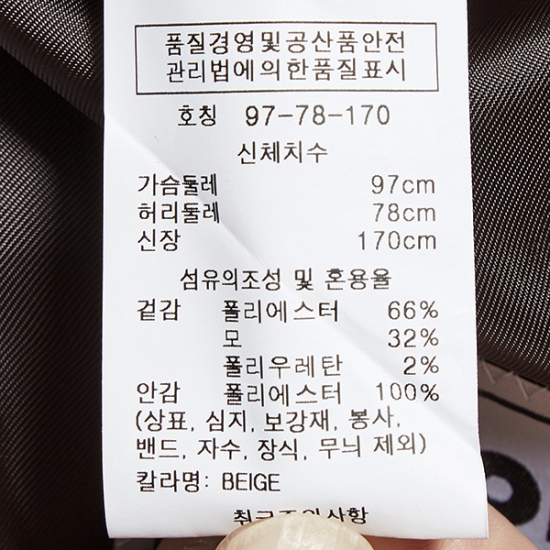 품질경영및공산품안전
관리법에의한품질표시
호칭 97-78-170
신체치수
가슴둘레 97cm
허리둘레 78cm
신장 170cm
섬유의조성 및 혼용율
겉감 폴리에스터 66%
모 32%
폴리우레탄 2%
안감 폴리에스터 100%
(상표, 심지, 보강재, 봉사,
밴드, 자수, 장식, 무늬 제외)
칼라명: BEIGE